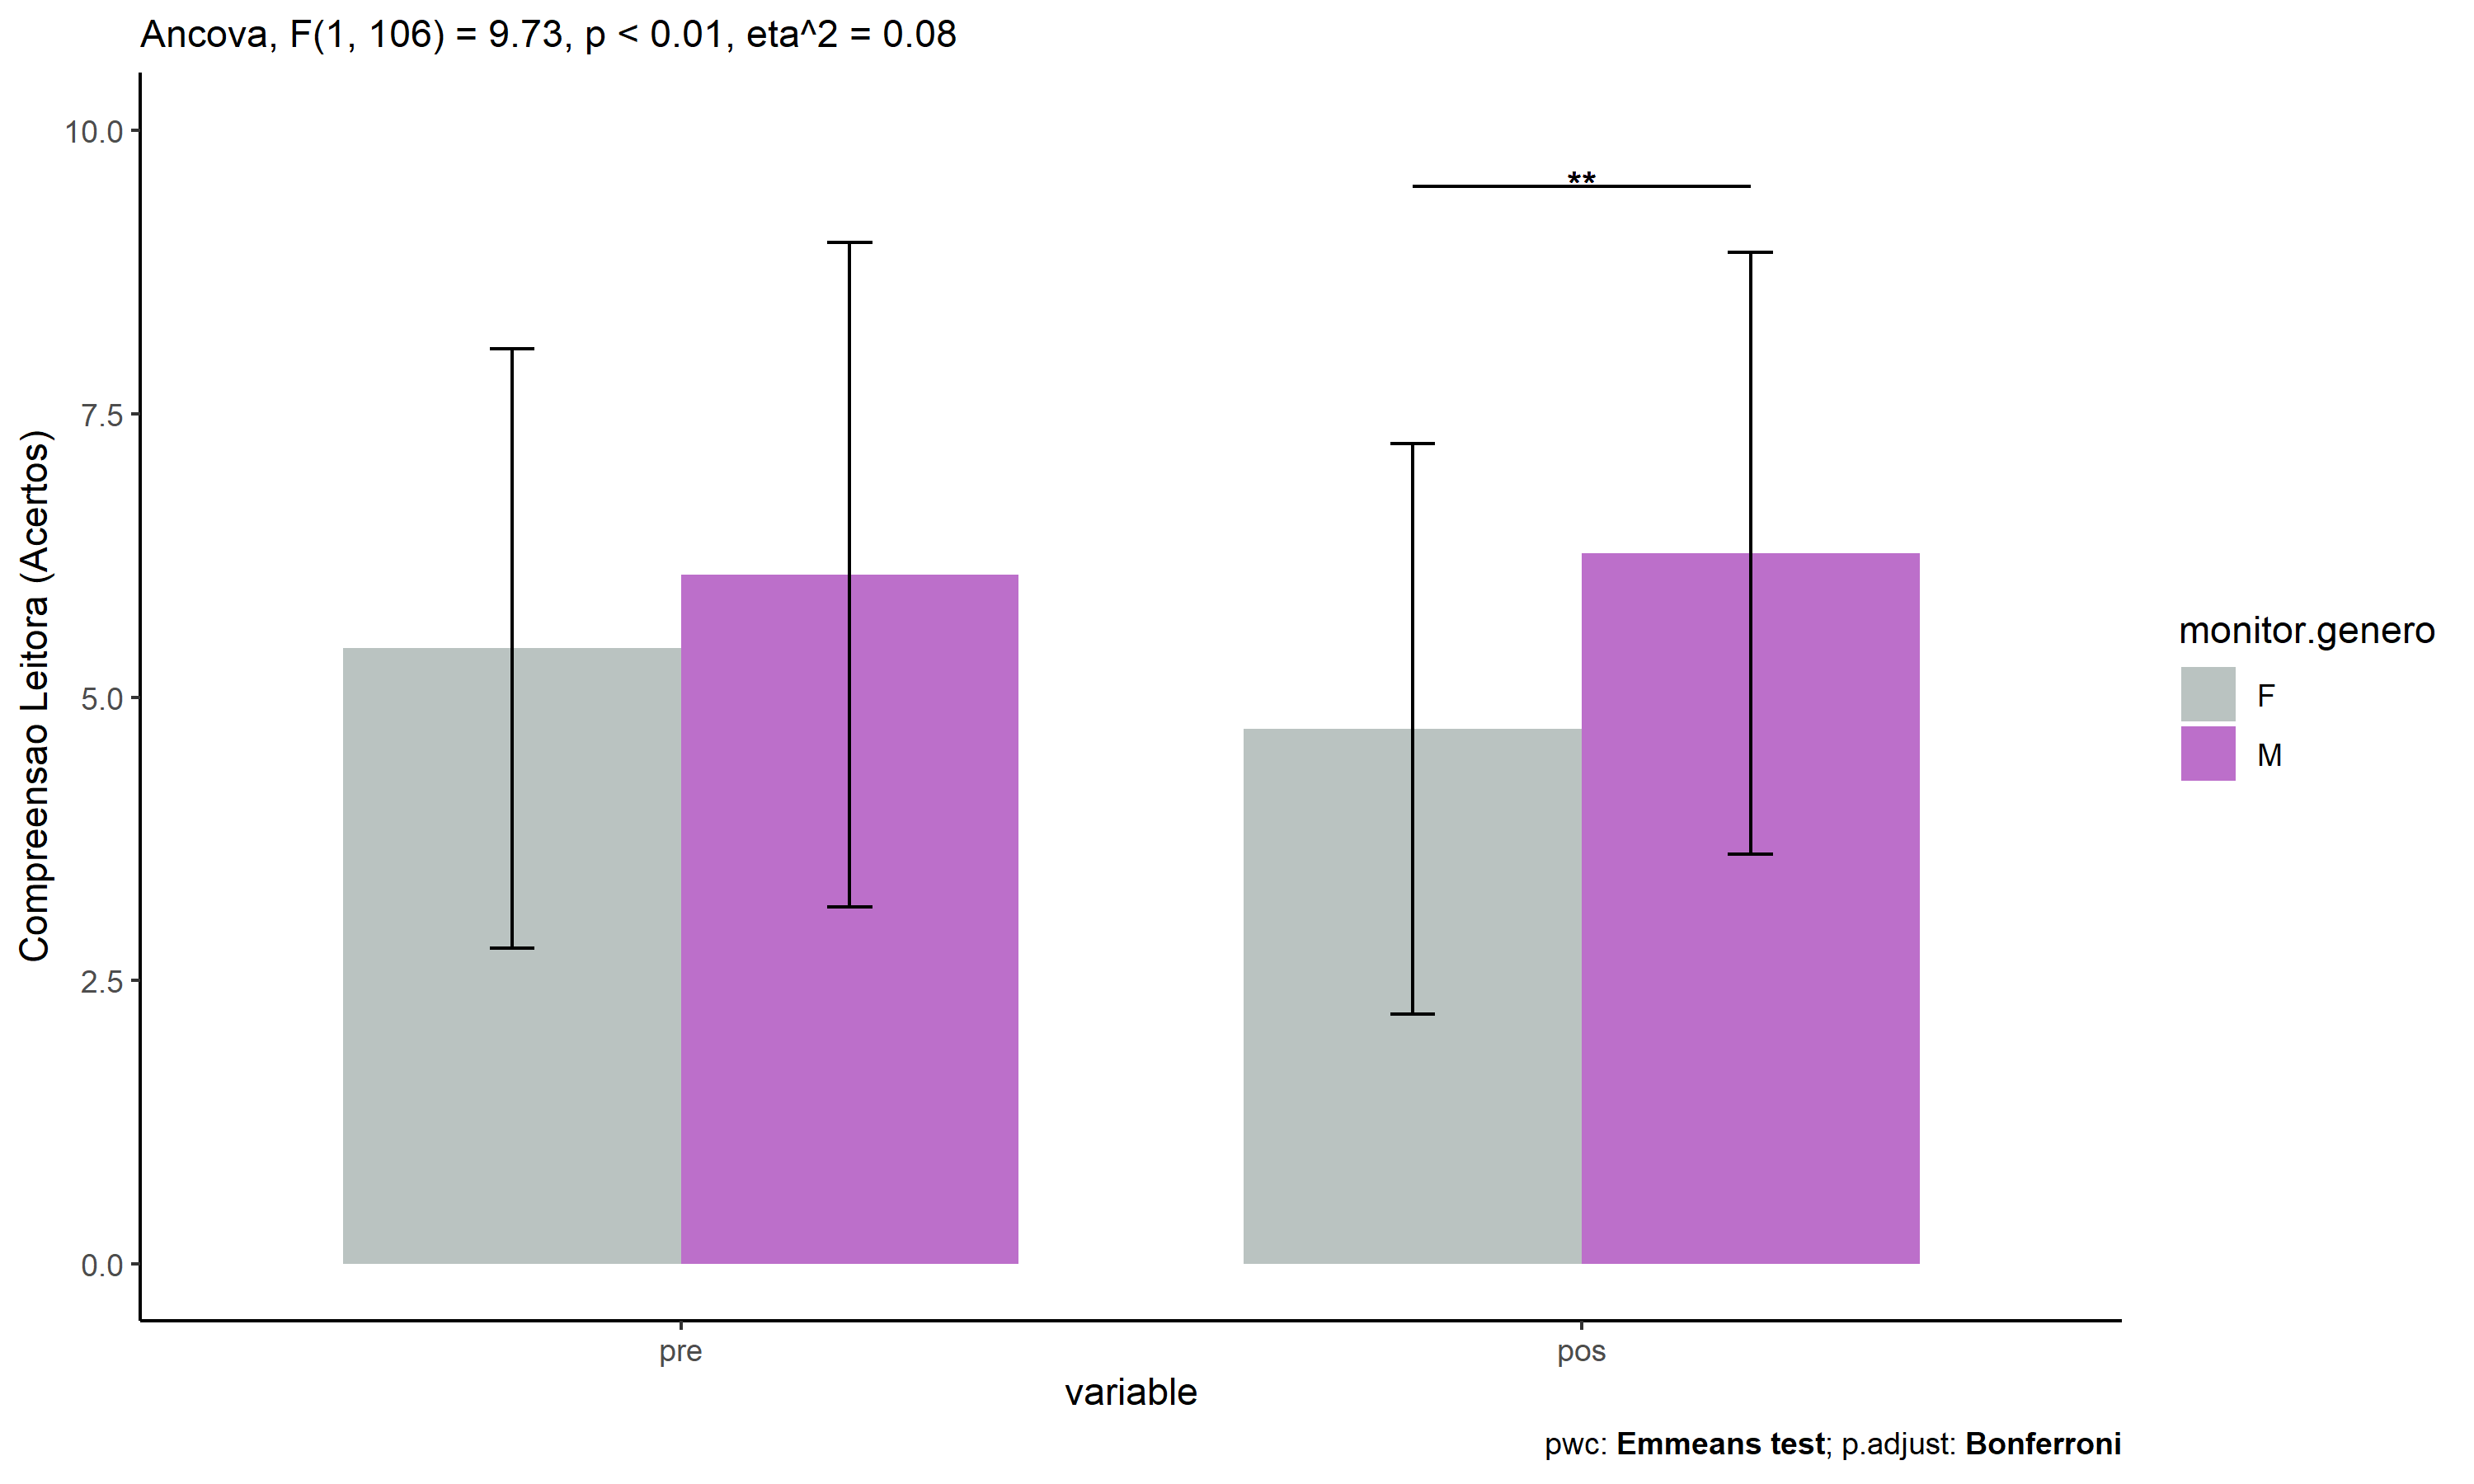 Ancova, F(1, 106) = 9.73, p < 0.01, eta^2 = 0.08
Compreensao Leitora (Acertos)
10.0
7.5
5.0
2.5
0.0
**
pre
pos
variable
monitor.genero
F
M
pwc: Emmeans test; p.adjust: Bonferroni